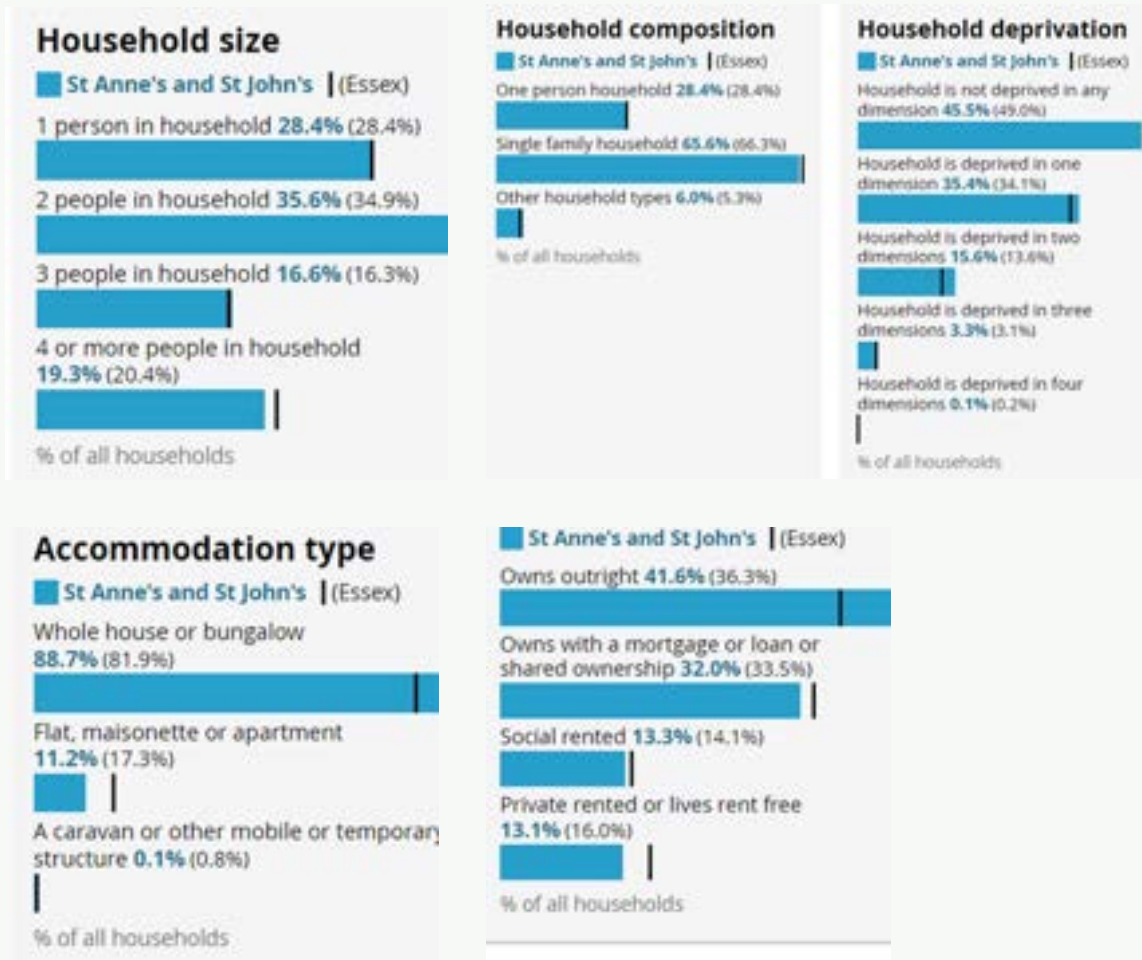 Household size
St Anne's and St John's (Essex)
1 person in household 28.4% (28.4%)
2 people in household 35.6% (34.9%)
3 people in household 16.6% (16.3%)
4 or more people in household
19.3% (20.4%)
% of all households
Household composition
St Anne's and St John's (Essex)
One person household 28.4% (28.4%)
Single family household 65.6% (66.3%)
Other household types 6.0% (5.3%)
% of all households
Household deprivation
St Anne's and St John's (Essex)
Household is not deprived in any
dimension 45.5% (49.0%)
Household is deprived in one
dimension 35.4% (34.1%)
Household is deprived in two
dimensions 15.6% (13.6%)
Household is deprived in three
dimensions 3.3% (3.1%)
Household is deprived in four
dimensions 0.1% (0.2%)
% of all households
Accommodation type
St Anne's and St John's (Essex)
Whole house or bungalow
88.7% (81.9%)
Flat, maisonette or apartment
11.2% (17.3%)
A caravan or other mobile or temporary
structure 0.1% (0.8%)
% of all households
St Anne's and St John's (Essex)
Owns outright 41.6% (36.3%)
Owns with a mortgage or loan or
shared ownership 32.0% (33.5%)
Social rented 13.3% (14.1%)
Private rented or lives rent free
13.1% (16.0%)
% of all households